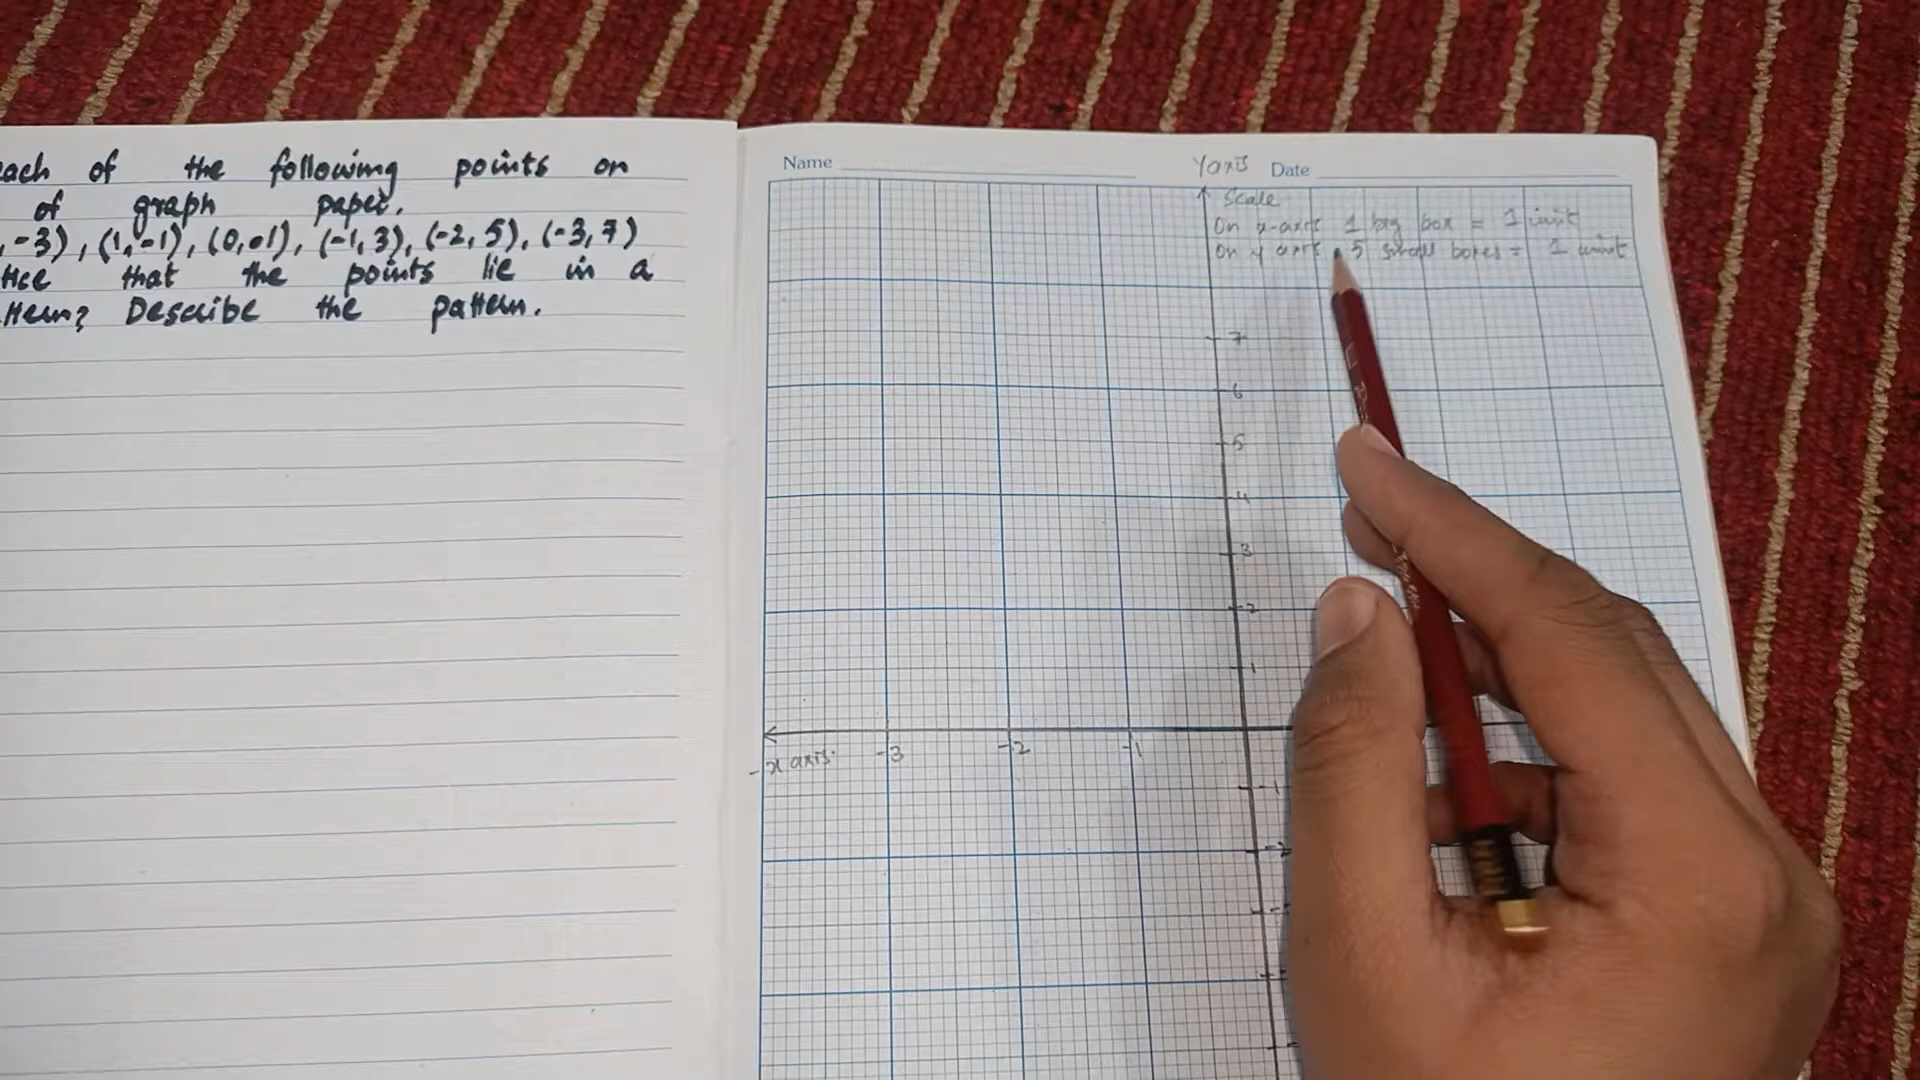 each of the following points on
of graph paper.
, -3), (1, -1), (0, 1), (-1, 3), (-2, 5), (-3, 7)
tice that the points lie in a
ttern? Describe the pattern.
Name Y axis Date
Scale
On x-axis 1 big box = 1 unit
On y axis 5 small boxes = 1 unit
7
6
5
4
3
2
1
-x axis -3 -2 -1
-1
-2